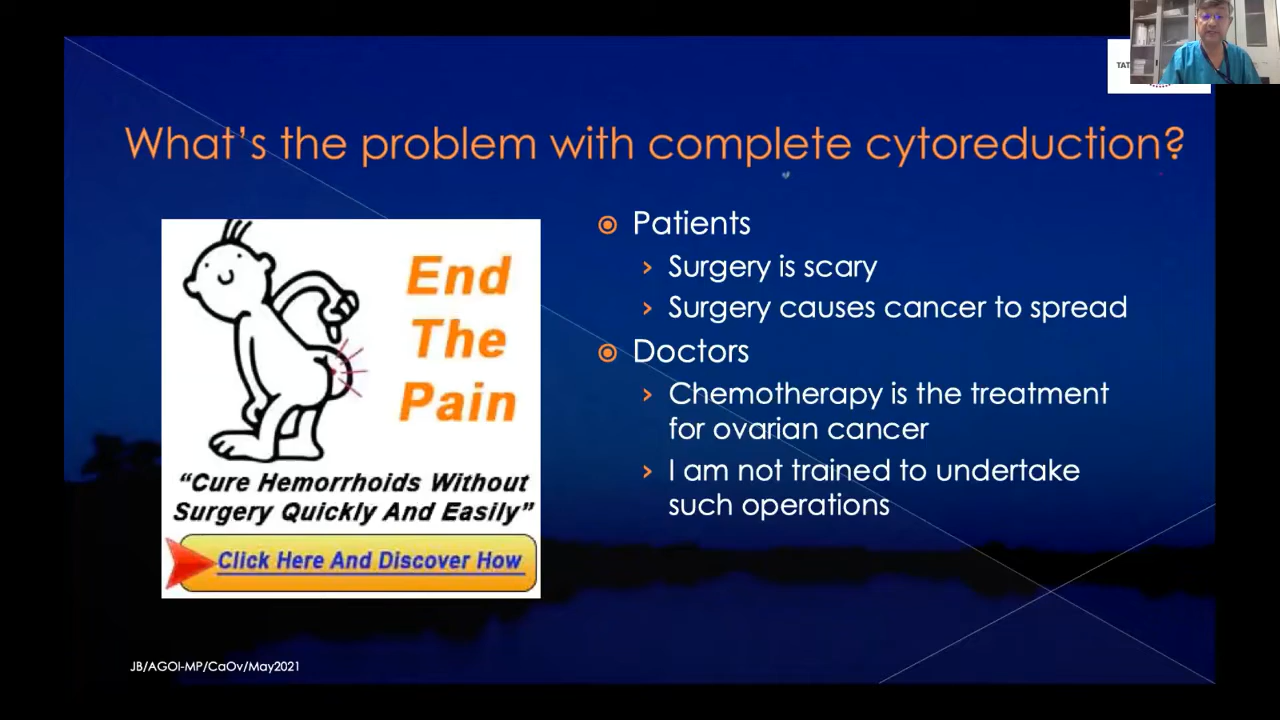 What's the problem with complete cytoreduction?
End
The
Pain
"Cure Hemorrhoids Without
Surgery Quickly And Easily"
Click Here And Discover How
Patients
Surgery is scary
Surgery causes cancer to spread
Doctors
Chemotherapy is the treatment
for ovarian cancer
I am not trained to undertake
such operations
JB/AGOI-MP/CaOv/May2021